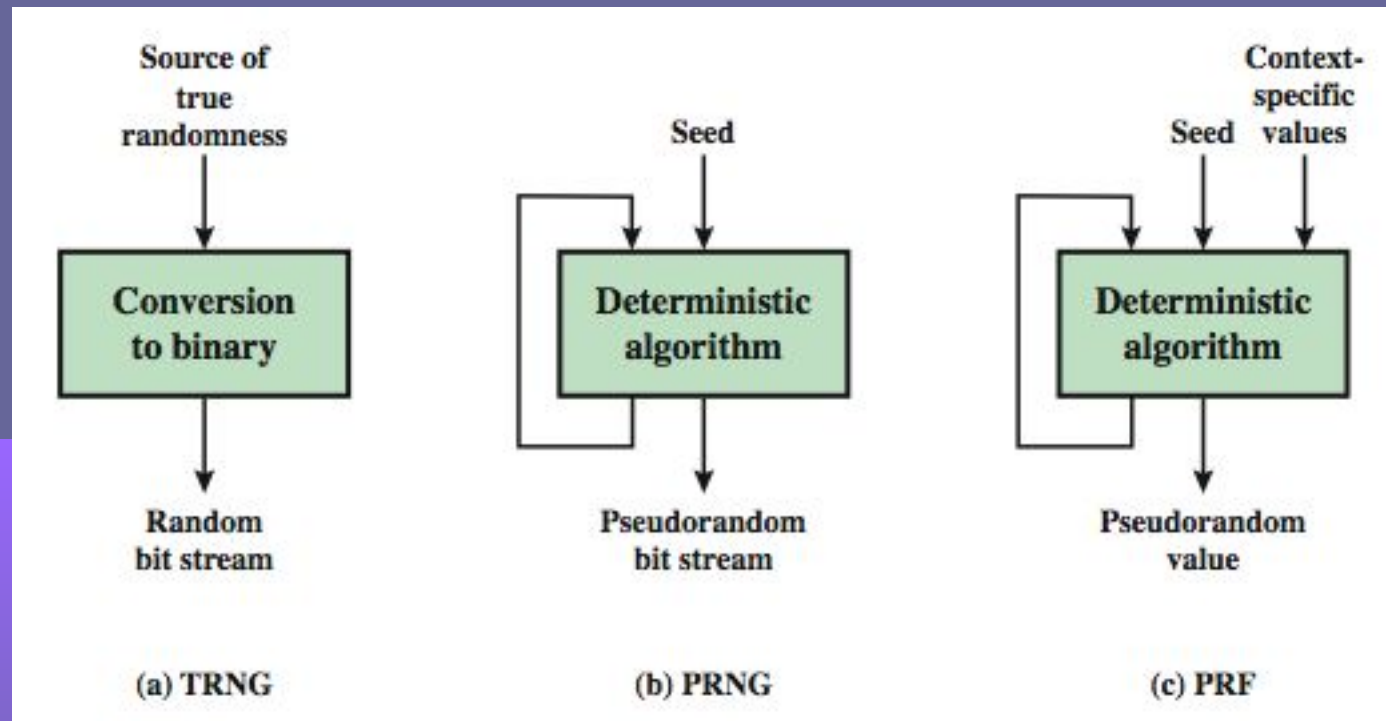 Source of
true
randomness
Conversion
to binary
Random
bit stream
(a) TRNG
Seed
Deterministic
algorithm
Pseudorandom
bit stream
(b) PRNG
Context-
specific
Seed values
Deterministic
algorithm
Pseudorandom
value
(c) PRF